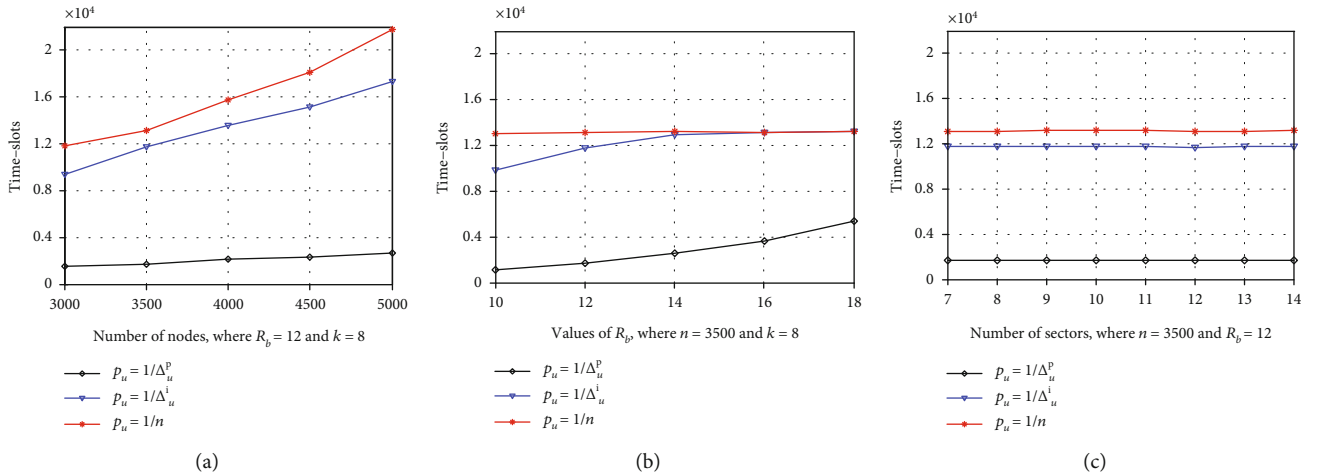 ×10⁴
2
1.6
1.2
0.8
0.4
0
Time–slots
3000 3500 4000 4500 5000
Number of nodes, where R_b = 12 and k = 8
p_u = 1/Δ_u^p
p_u = 1/Δ^i_u
p_u = 1/n
(a)
×10⁴
2
1.6
1.2
0.8
0.4
0
Time–slots
10 12 14 16 18
Values of R_b, where n = 3500 and k = 8
p_u = 1/Δ_u^p
p_u = 1/Δ^i_u
p_u = 1/n
(b)
×10⁴
2
1.6
1.2
0.8
0.4
0
Time–slots
7 8 9 10 11 12 13 14
Number of sectors, where n = 3500 and R_b = 12
p_u = 1/Δ_u^p
p_u = 1/Δ^i_u
p_u = 1/n
(c)